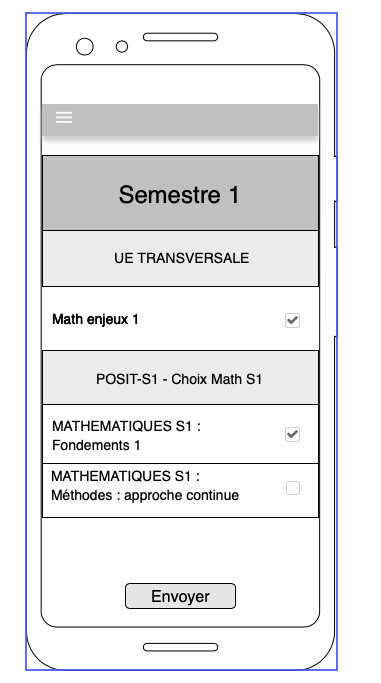 Semestre 1
UE TRANSVERSALE
Math enjeux 1
POSIT-S1 - Choix Math S1
MATHEMATIQUES S1 :
Fondements 1
MATHEMATIQUES S1 :
Méthodes : approche continue
Envoyer